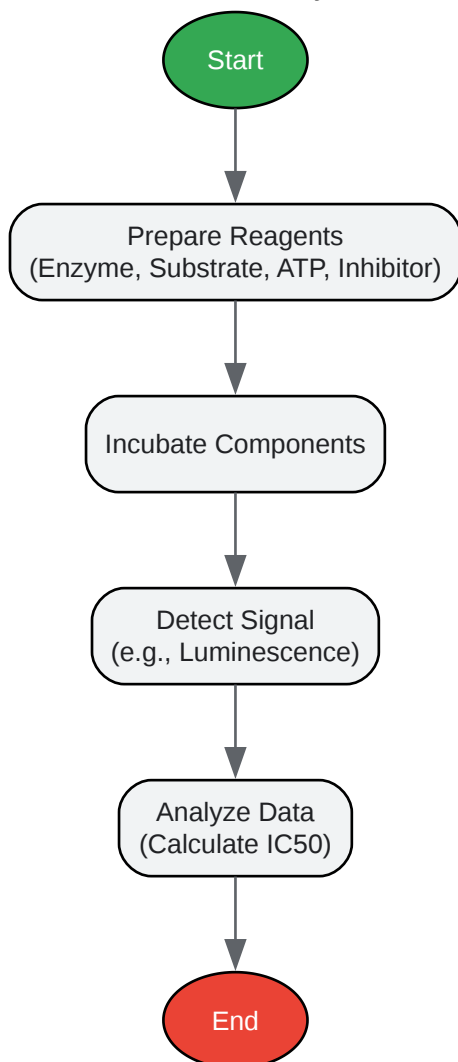 Start
Prepare Reagents
(Enzyme, Substrate, ATP, Inhibitor)
Incubate Components
Detect Signal
(e.g., Luminescence)
Analyze Data
(Calculate IC50)
End